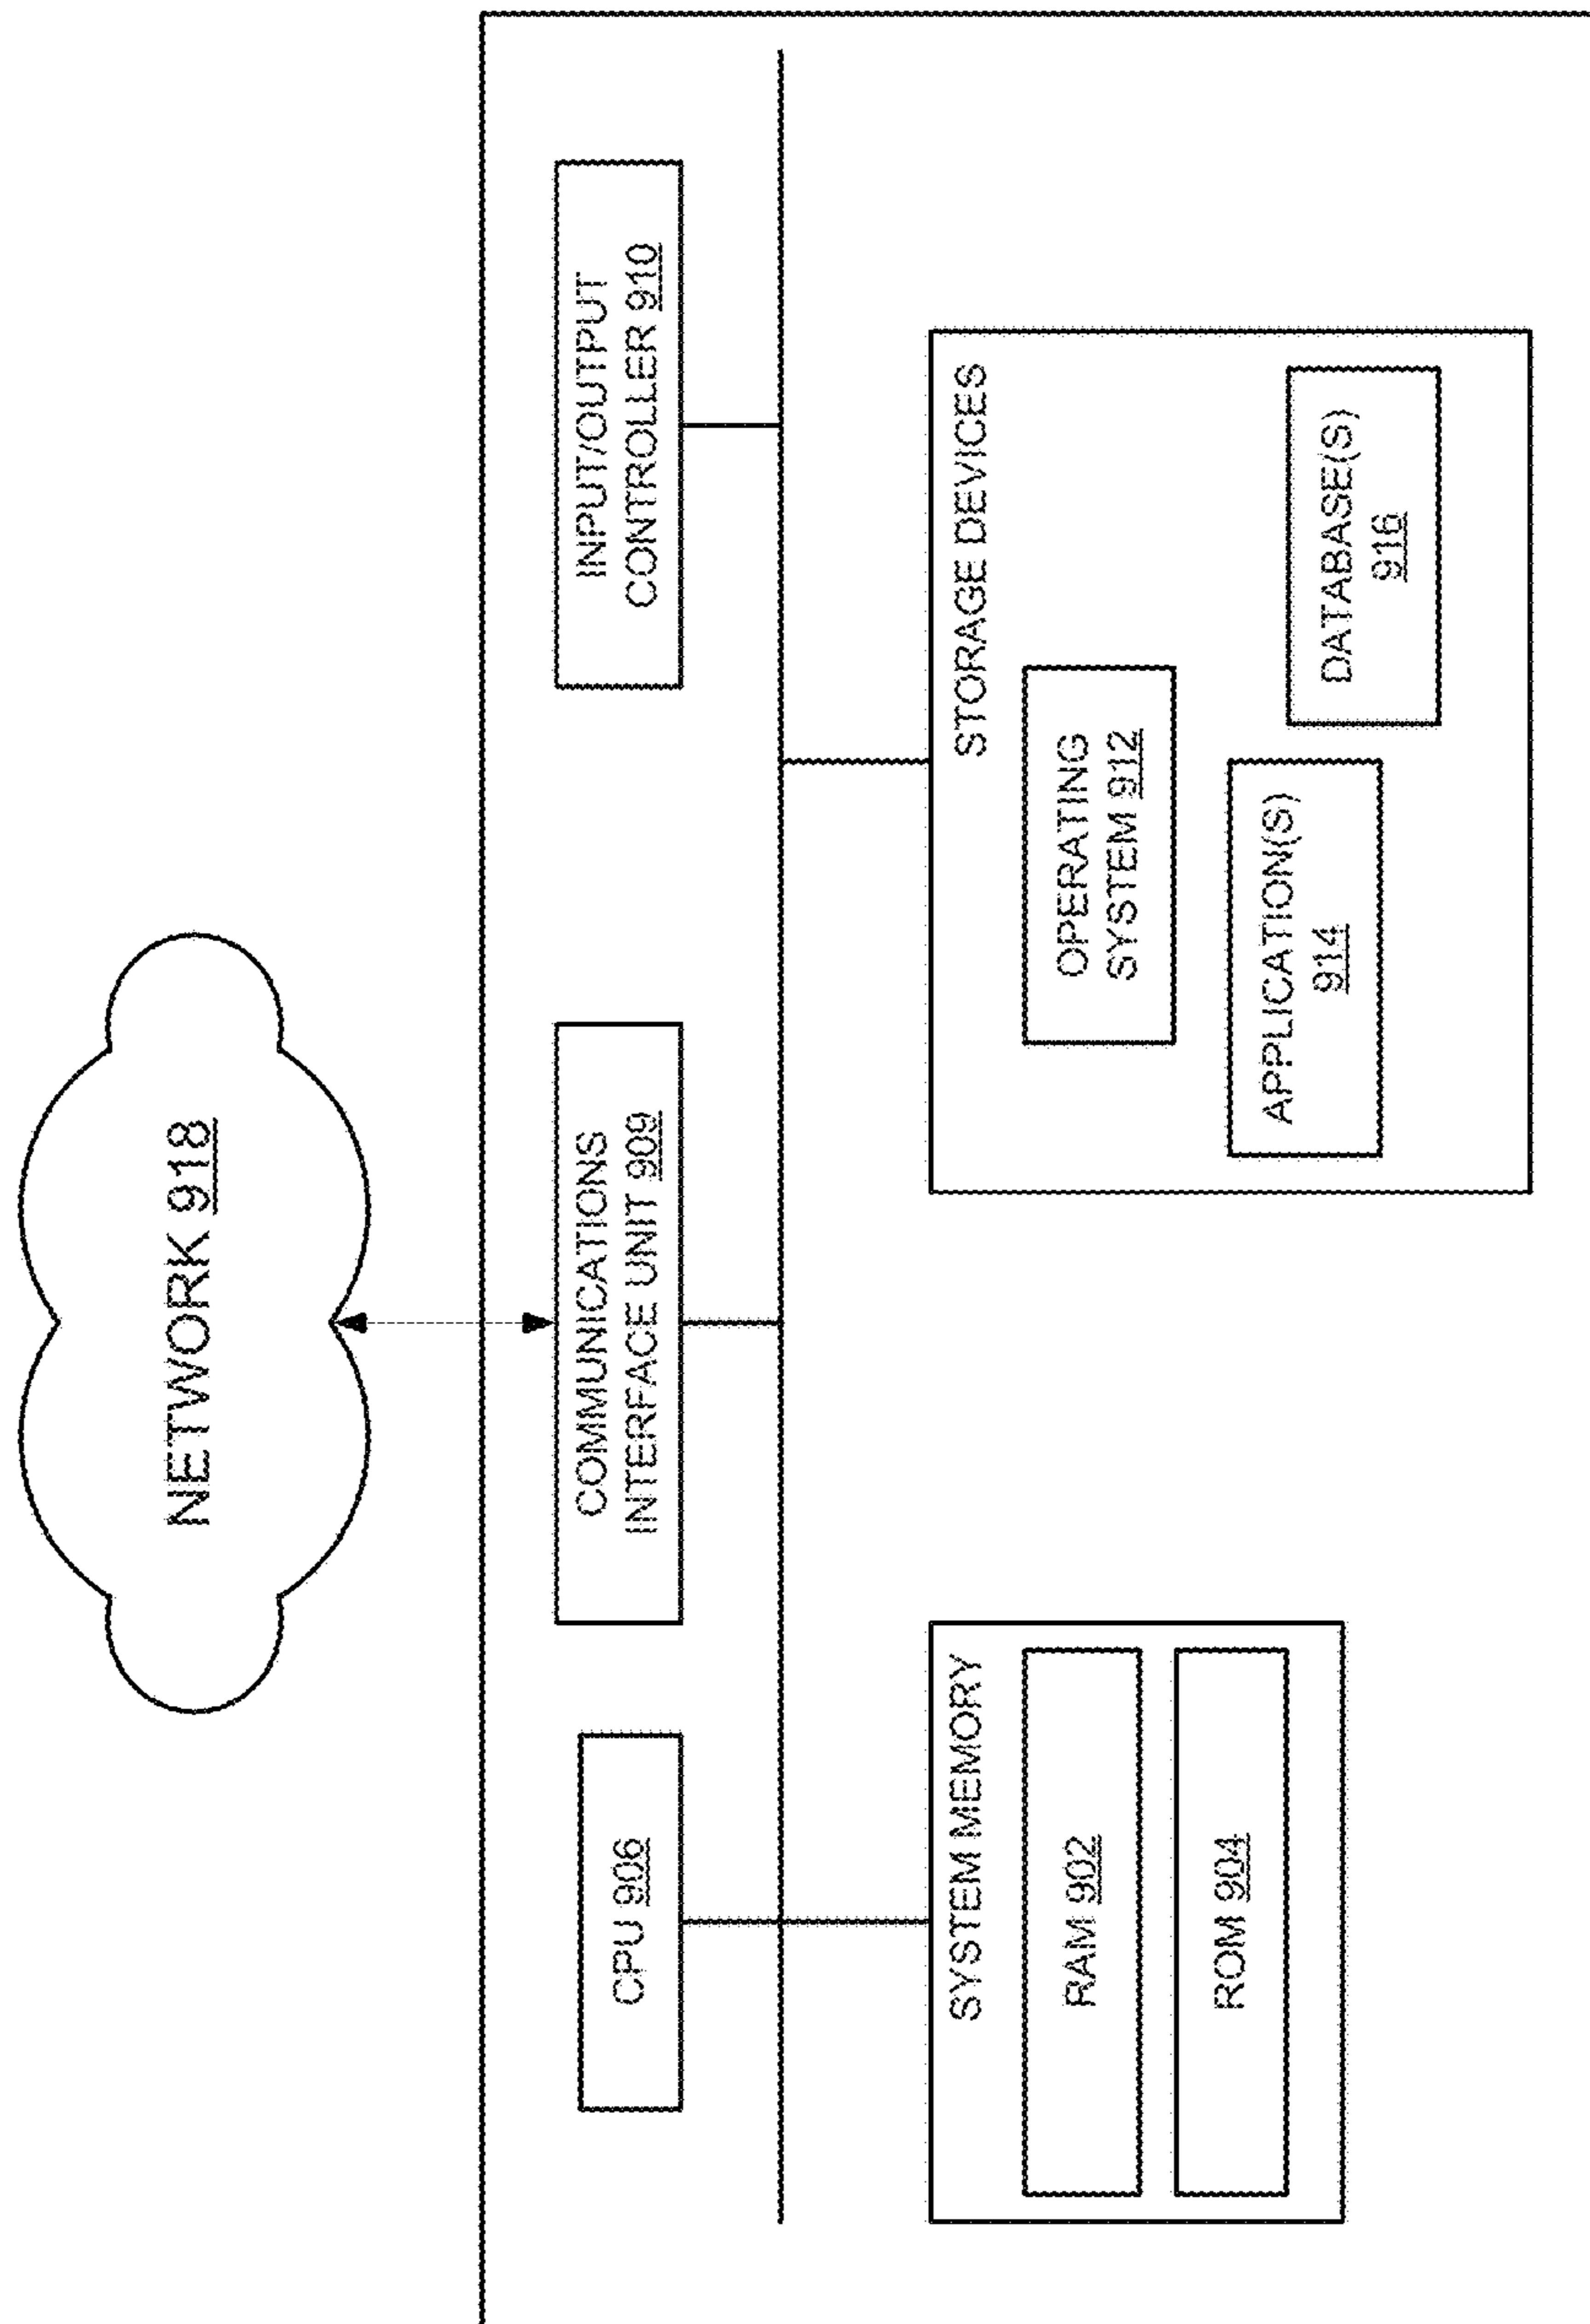 NETWORK 918
CPU 906
COMMUNICATIONS
INTERFACE UNIT 909
INPUT/OUTPUT
CONTROLLER 910
SYSTEM MEMORY
RAM 902
ROM 904
STORAGE DEVICES
OPERATING
SYSTEM 912
APPLICATION(S)
914
DATABASE(S)
916